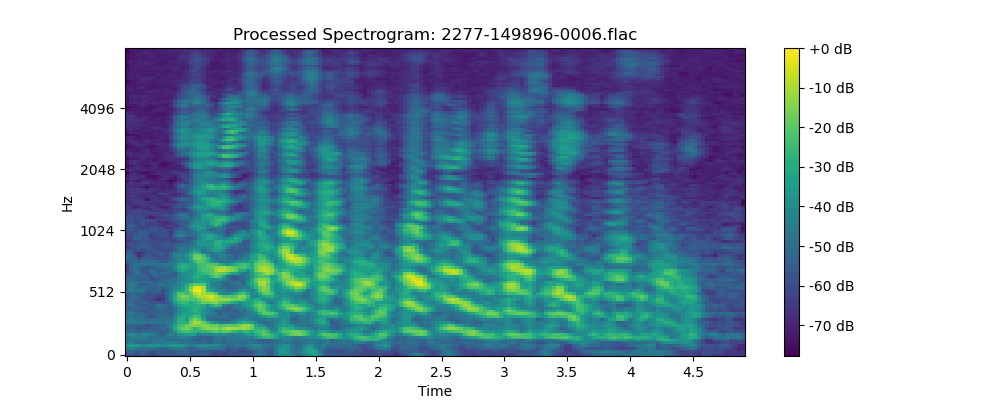 Processed Spectrogram: 2277-149896-0006.flac
Hz
4096
2048
1024
512
0
0 0.5 1 1.5 2 2.5 3 3.5 4 4.5
Time
+0 dB
-10 dB
-20 dB
-30 dB
-40 dB
-50 dB
-60 dB
-70 dB